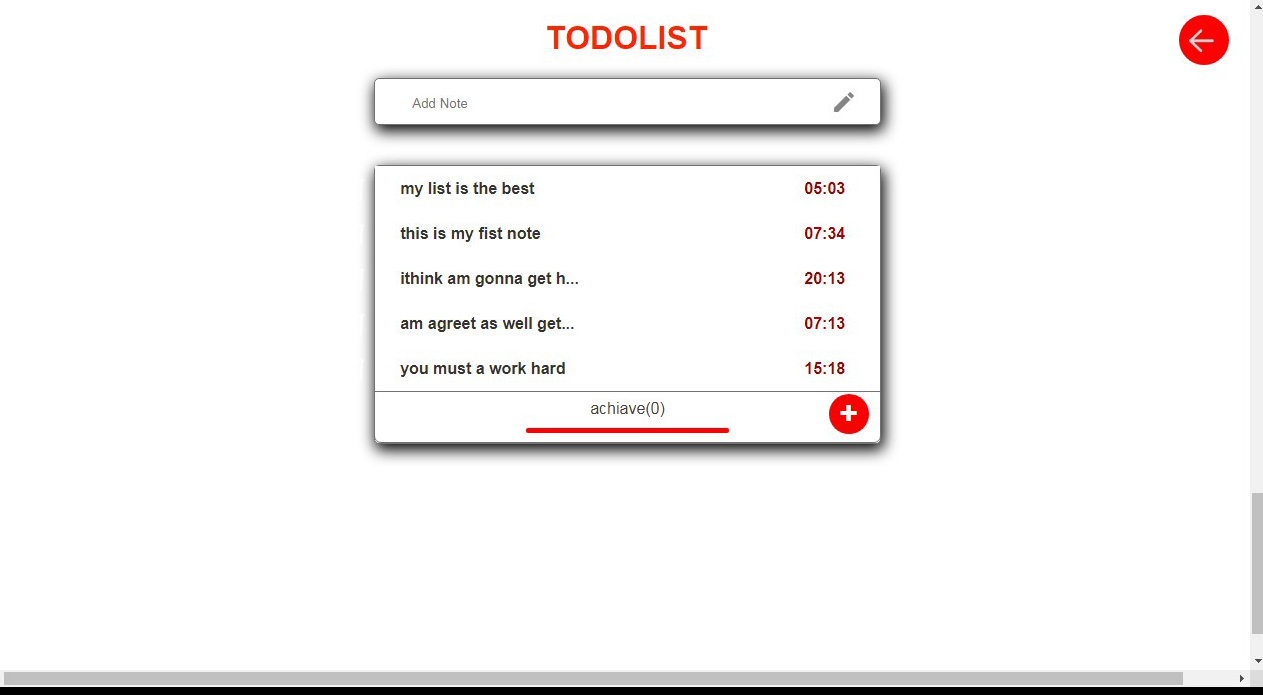 TODOLIST
Add Note
my list is the best 05:03
this is my fist note 07:34
ithink am gonna get h... 20:13
am agreet as well get... 07:13
you must a work hard 15:18
achiave(0)